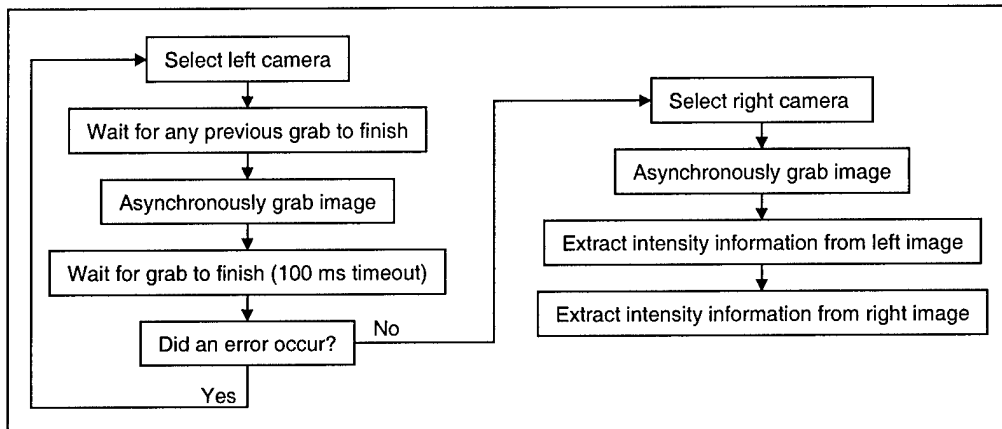 Select left camera
Wait for any previous grab to finish
Asynchronously grab image
Wait for grab to finish (100 ms timeout)
Did an error occur?
No
Yes
Select right camera
Asynchronously grab image
Extract intensity information from left image
Extract intensity information from right image